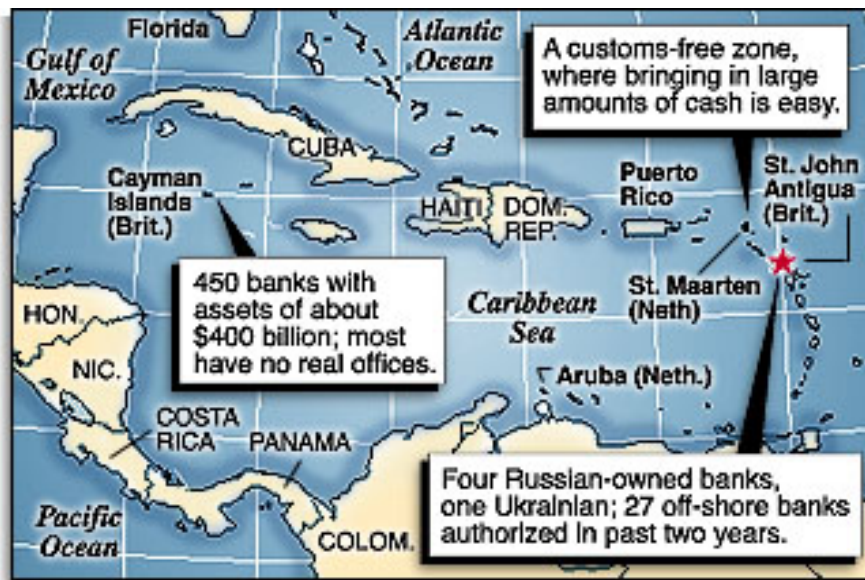 Florida
Gulf of
Mexico
Atlantic
Ocean
A customs-free zone,
where bringing in large
amounts of cash is easy.
CUBA
Cayman
Islands
(Brit.)
HAITI
DOM.
REP.
Puerto
Rico
St. John
Antigua
(Brit.)
450 banks with
assets of about
$400 billion; most
have no real offices.
Caribbean
Sea
St. Maarten
(Neth)
HON.
NIC.
Aruba (Neth.)
COSTA
RICA
PANAMA
Pacific
Ocean
COLOM.
Four Russian-owned banks,
one Ukrainian; 27 off-shore banks
authorized in past two years.